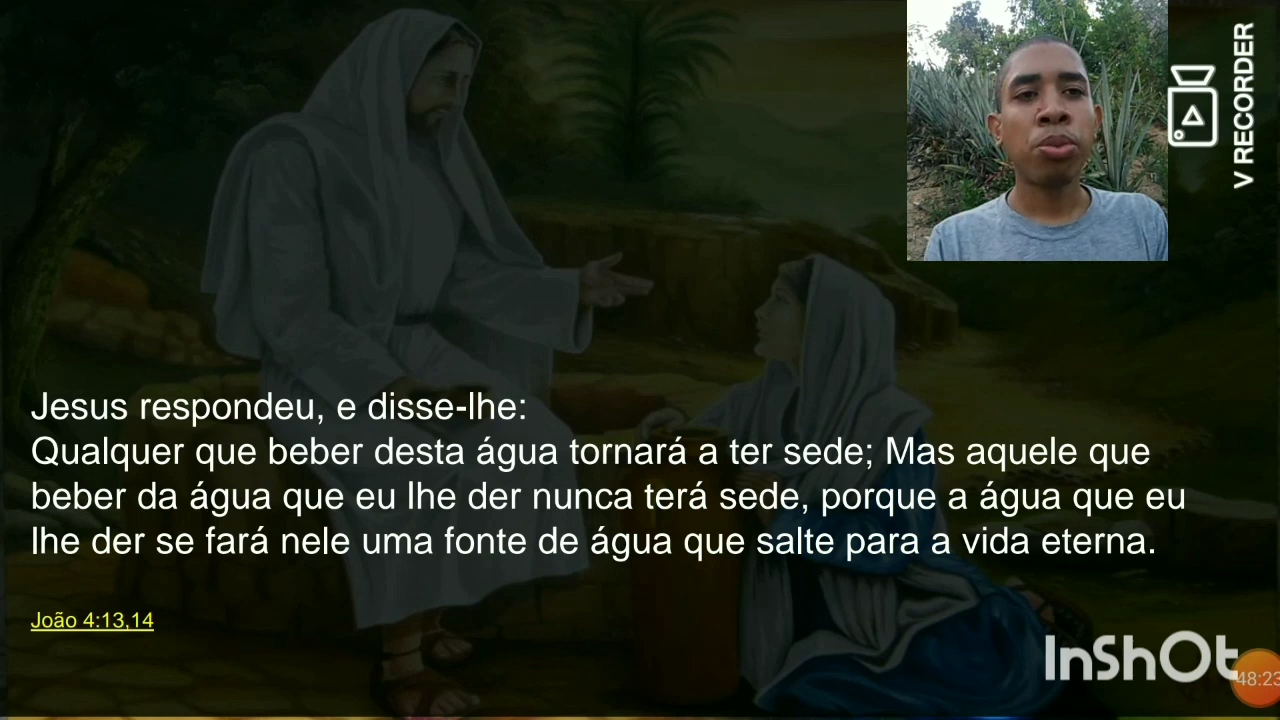 V RECORDER
Jesus respondeu, e disse-lhe:
Qualquer que beber desta água tornará a ter sede; Mas aquele que
beber da água que eu lhe der nunca terá sede, porque a água que eu
lhe der se fará nele uma fonte de água que salte para a vida eterna.
João 4:13,14
InShOt
48:23